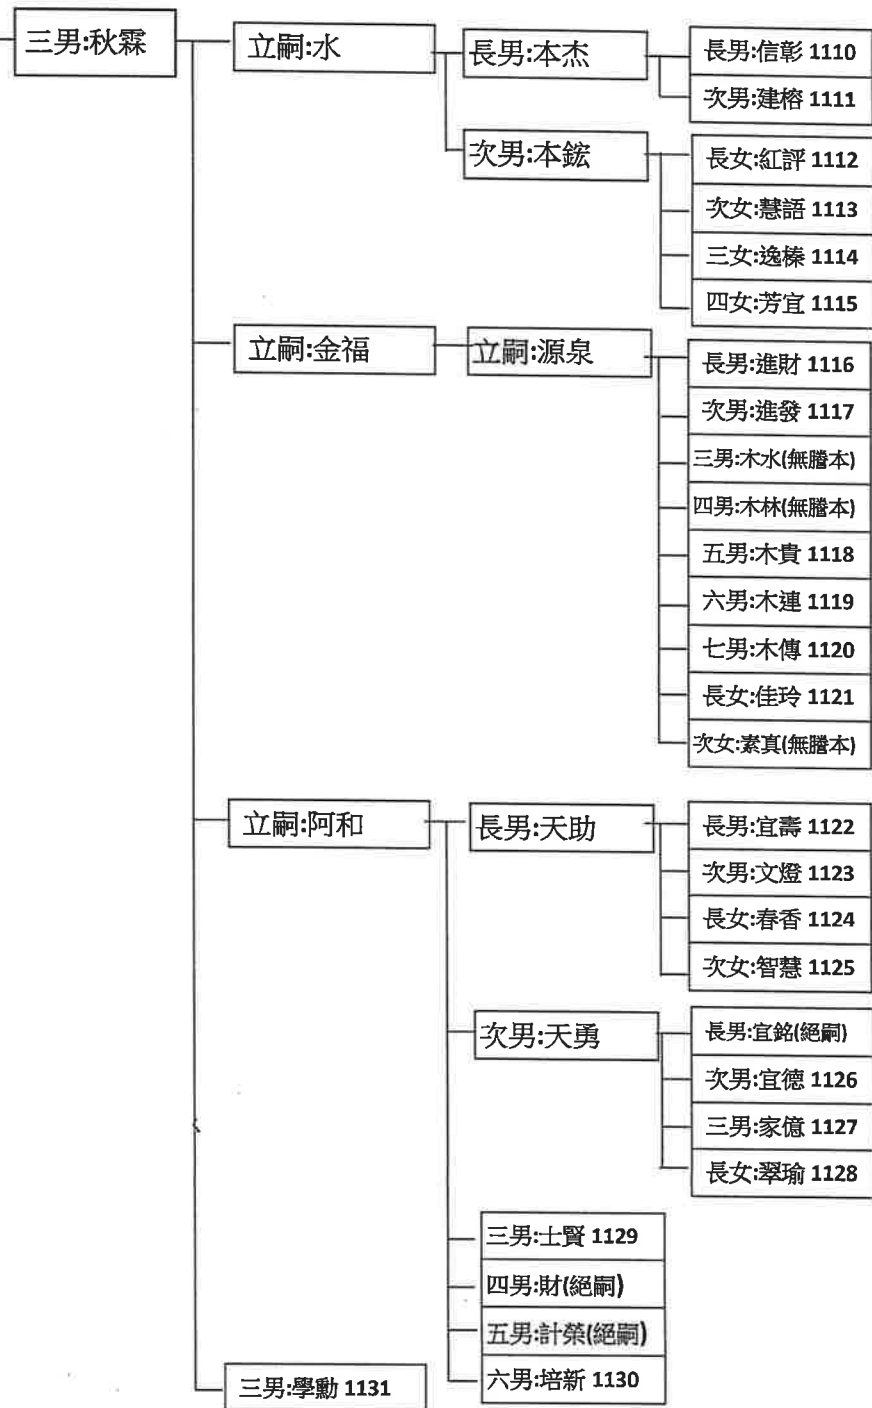 三男:秋霖
立嗣:水
長男:本杰
長男:信彰 1110
次男:建榕 1111
次男:本鋐
長女:紅評 1112
次女:慧語 1113
三女:逸榛 1114
四女:芳宜 1115
立嗣:金福
立嗣:源泉
長男:進財 1116
次男:進發 1117
三男:木水(無謄本)
四男:木林(無謄本)
五男:木貴 1118
六男:木連 1119
七男:木傳 1120
長女:佳玲 1121
次女:素真(無謄本)
立嗣:阿和
長男:天助
長男:宜壽 1122
次男:文燈 1123
長女:春香 1124
次女:智慧 1125
次男:天勇
長男:宜銘(絕嗣)
次男:宜德 1126
三男:家億 1127
長女:翠瑜 1128
三男:士賢 1129
四男:財(絕嗣)
五男:計榮(絕嗣)
六男:培新 1130
三男:學勳 1131